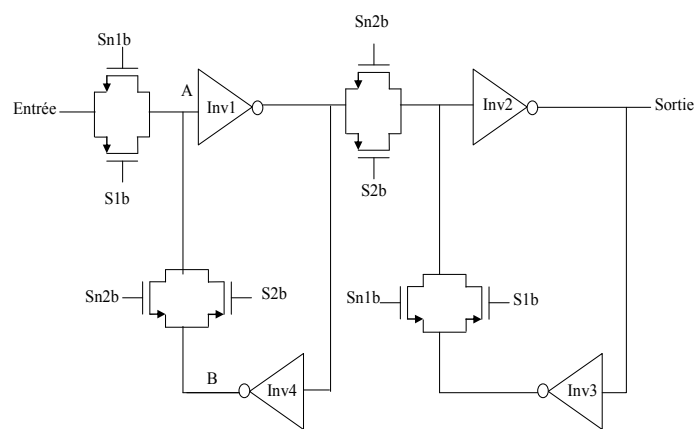 Sn2b
Sn1b
A
Inv1
Inv2
Entrée
Sortie
S1b
S2b
Sn2b
S2b
Sn1b
S1b
B
Inv4
Inv3